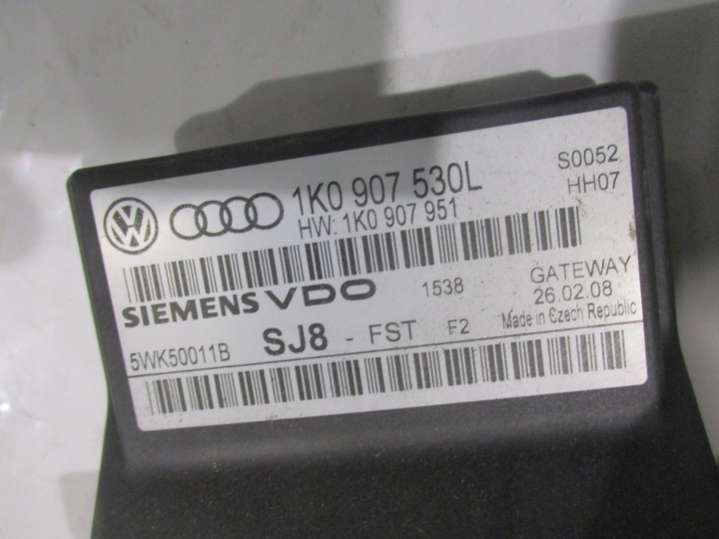 1K0 907 530L
S0052
HW: 1K0 907 951
HH07
SIEMENS VDO
1538
GATEWAY
26.02.08
5WK50011B
SJ8 - FST F2
Made in Czech Republic